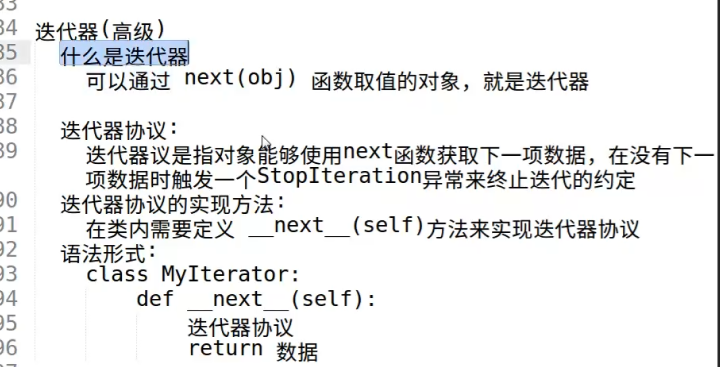 33
34 迭代器(高级)
35 什么是迭代器
36 可以通过 next(obj) 函数取值的对象，就是迭代器
37
38 迭代器协议:
39 迭代器议是指对象能够使用next函数获取下一项数据，在没有下一
项数据时触发一个StopIteration异常来终止迭代的约定
90 迭代器协议的实现方法:
91 在类内需要定义 __next__(self)方法来实现迭代器协议
92 语法形式:
93 class MyIterator:
94 def __next__(self):
95 迭代器协议
96 return 数据